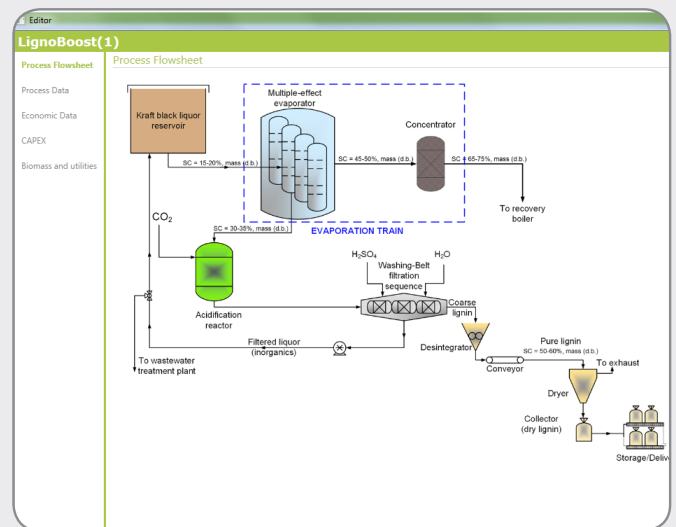 Editor
LignoBoost(1)
Process Flowsheet
Process Data
Economic Data
CAPEX
Biomass and utilities
Process Flowsheet
Multiple-effect
evaporator
Kraft black liquor
reservoir
Concentrator
SC = 15-20%, mass (d.b.)
SC = 45-50%, mass (d.b.)
SC = 65-75%, mass (d.b.)
To recovery
boiler
CO2
SC = 30-35%, mass (d.b.)
EVAPORATION TRAIN
H2SO4
H2O
Washing-Belt
filtration
sequence
Coarse
lignin
Acidification
reactor
Filtered liquor
(inorganics)
Desintegrator
Pure lignin
SC = 50-60%, mass (d.b.)
To wastewater
treatment plant
Conveyor
To exhaust
Dryer
Collector
(dry lignin)
Storage/Deliv